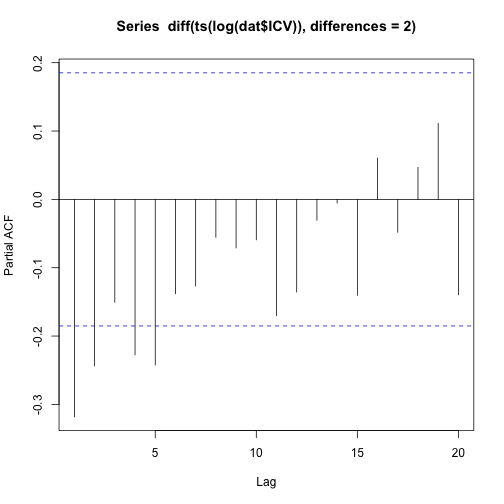 Series  diff(ts(log(dat$ICV)), differences = 2)
Partial ACF
0.2
0.1
0.0
-0.1
-0.2
-0.3
5 10 15 20
Lag